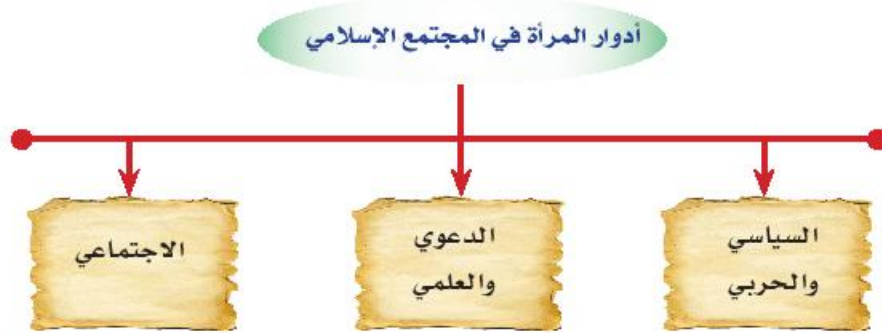 أدوار المرأة في المجتمع الإسلامي
السياسي
والحربي
الدعوي
والعلمي
الاجتماعي